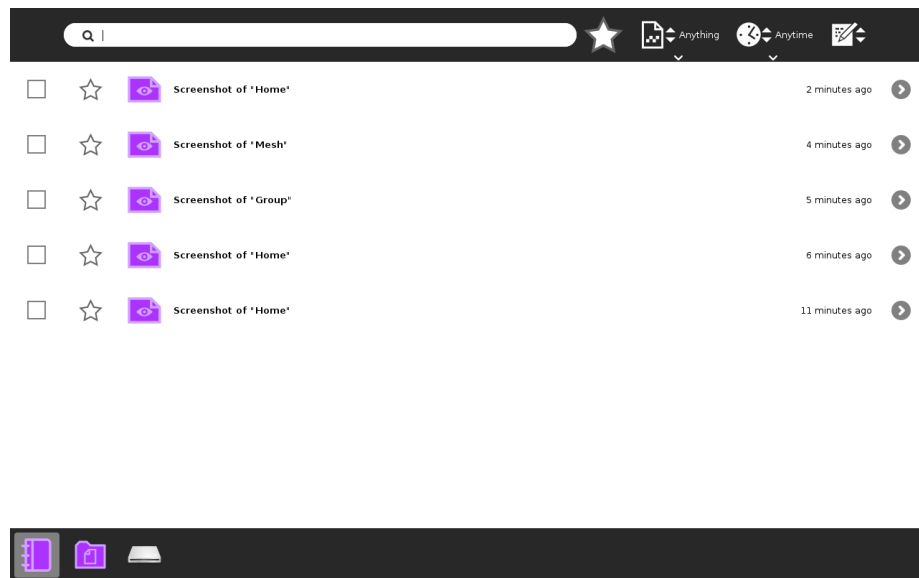 Anything
Anytime
Screenshot of "Home" 2 minutes ago
Screenshot of "Mesh" 4 minutes ago
Screenshot of "Group" 5 minutes ago
Screenshot of "Home" 6 minutes ago
Screenshot of "Home" 11 minutes ago